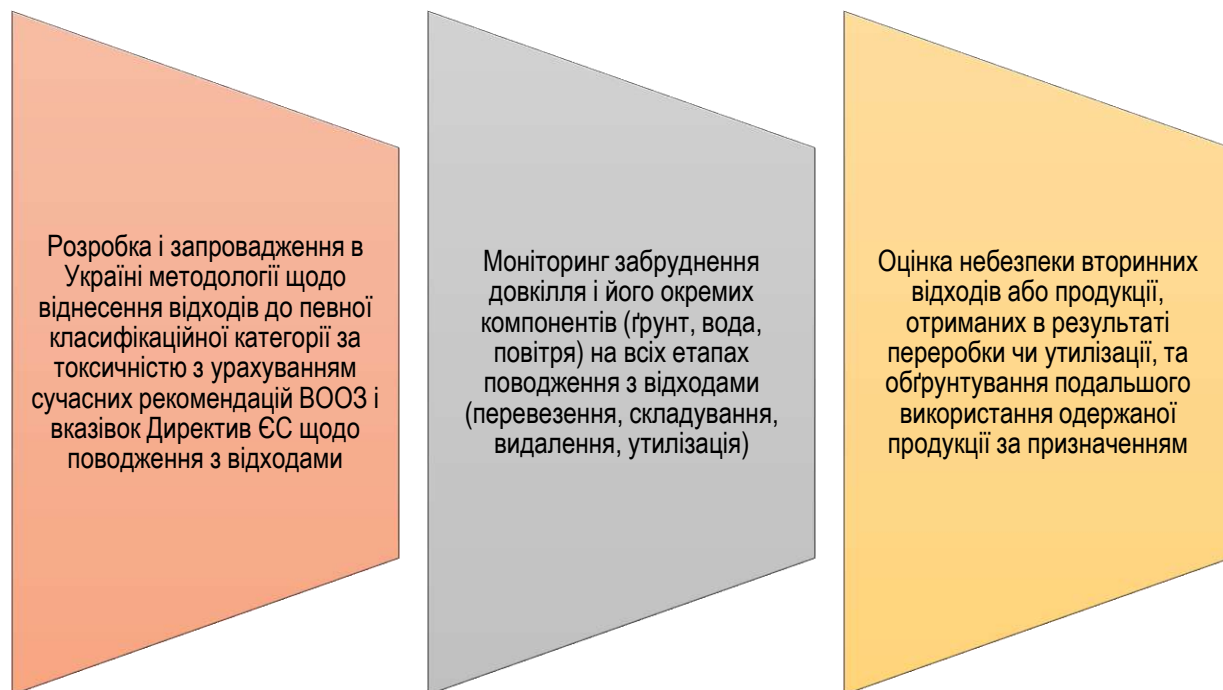 Розробка і запровадження в
Україні методології щодо
віднесення відходів до певної
класифікаційної категорії за
токсичністю з урахуванням
сучасних рекомендацій ВООЗ і
вказівок Директив ЄС щодо
поводження з відходами
Моніторинг забруднення
довкілля і його окремих
компонентів (ґрунт, вода,
повітря) на всіх етапах
поводження з відходами
(перевезення, складування,
видалення, утилізація)
Оцінка небезпеки вторинних
відходів або продукції,
отриманих в результаті
переробки чи утилізації, та
обґрунтування подальшого
використання одержаної
продукції за призначенням